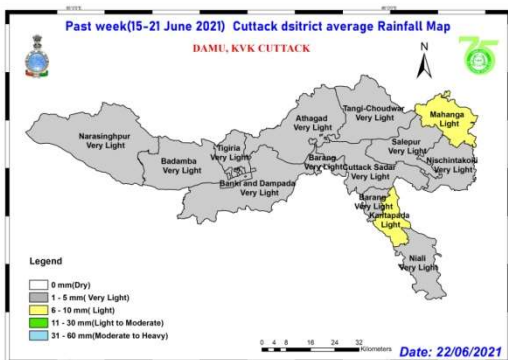 Past week(15-21 June 2021) Cuttack dsitrict average Rainfall Map
DAMU, KVK CUTTACK
N
75
Mahanga
Light
Tangi-Choudwar
Very Light
Athagad
Very Light
Narasinghpur
Very Light
Badamba
Very Light
Tigiria
Very Light
Salepur
Very Light
Nischintakoili
Very Light
Barang
Very Light
Cuttack Sadar
Very Light
Banki and Dampada
Very Light
Barang
Very Light
Kantapada
Light
Niali
Very Light
Legend
0 mm(Dry)
1 - 5 mm( Very Light)
6 - 10 mm( Light)
11 - 30 mm(Light to Moderate)
31 - 60 mm(Moderate to Heavy)
0 4 8 16 24 32
Kilometers
Date: 22/06/2021